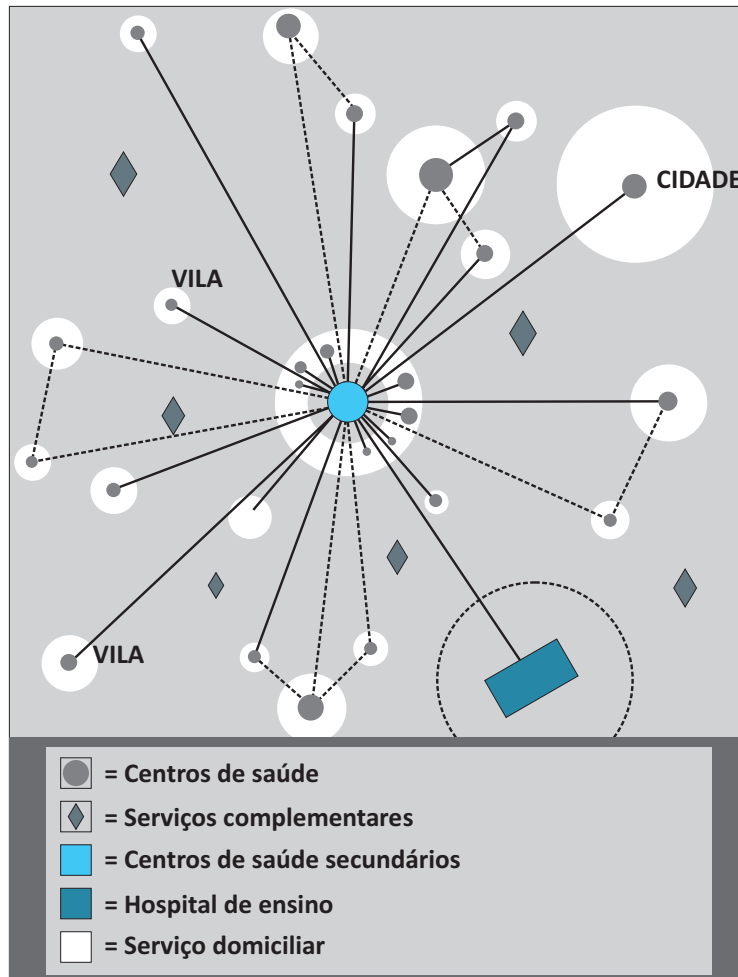 CIDADE
VILA
VILA
= Centros de saúde
= Serviços complementares
= Centros de saúde secundários
= Hospital de ensino
= Serviço domiciliar